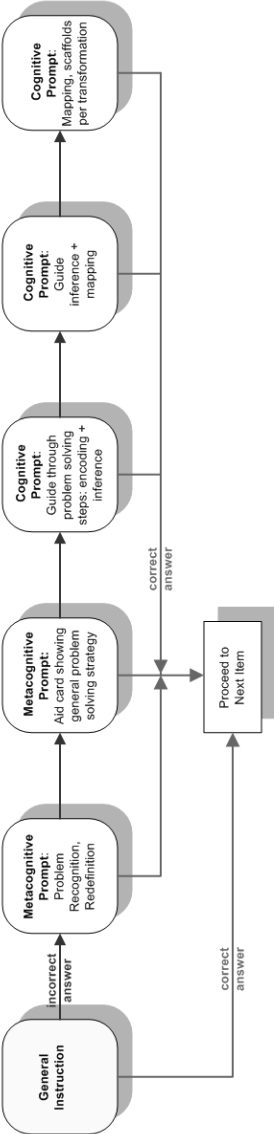 General
Instruction
incorrect
answer
Metacognitive
Prompt:
Problem
Recognition,
Redefinition
Metacognitive
Prompt:
Aid card showing
general problem
solving strategy
Cognitive
Prompt:
Guide through
problem solving
steps: encoding +
inference
Cognitive
Prompt:
Guide
inference +
mapping
Cognitive
Prompt:
Mapping, scaffolds
per transformation
correct
answer
correct
answer
Proceed to
Next Item